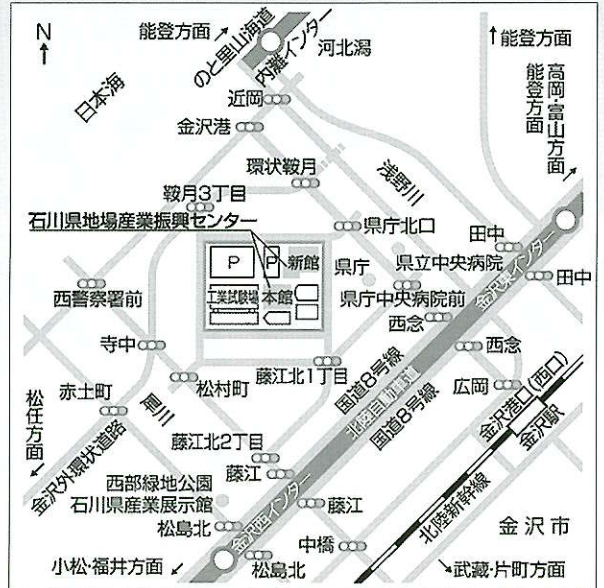 N
能登方面
のと里山海道
内灘インター
河北潟
能登方面
高岡・富山方面
能登方面
日本海
近岡
金沢港
浅野川
環状鞍月
鞍月3丁目
石川県地場産業振興センター
県庁北口
田中
P
P
新館
県庁
県立中央病院
金沢東インター
田中
西警察署前
工業試験場
本館
県庁中央病院前
西念
西念
寺中
藤江北1丁目
国道8号線
北陸自動車道
国道8号線
広岡
金沢港口(西口)
金沢駅
松任方面
赤土町
犀川
松村町
金沢外環状道路
藤江北2丁目
藤江
西部緑地公園
石川県産業展示館
藤江
北陸新幹線
金沢市
松島北
金沢西インター
中橋
小松・福井方面
松島北
武蔵・片町方面